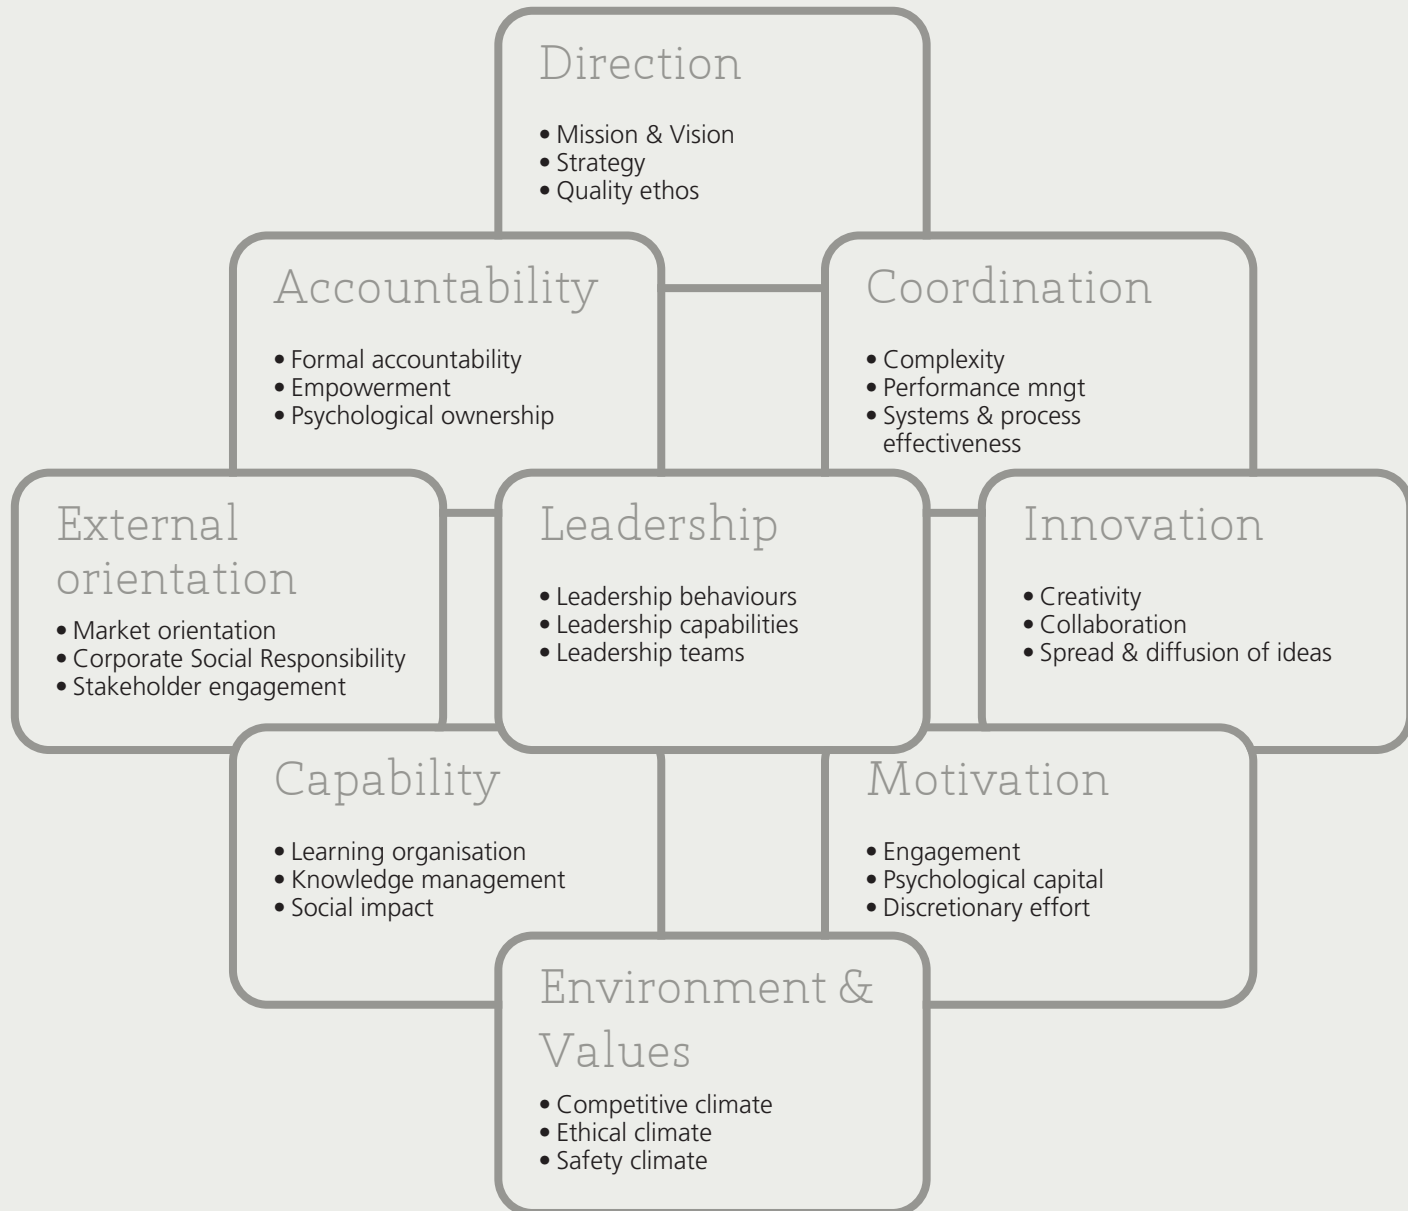 Direction
• Mission & Vision
• Strategy
• Quality ethos
Accountability
• Formal accountability
• Empowerment
• Psychological ownership
Coordination
• Complexity
• Performance mngt
• Systems & process
effectiveness
External
orientation
• Market orientation
• Corporate Social Responsibility
• Stakeholder engagement
Leadership
• Leadership behaviours
• Leadership capabilities
• Leadership teams
Innovation
• Creativity
• Collaboration
• Spread & diffusion of ideas
Capability
• Learning organisation
• Knowledge management
• Social impact
Motivation
• Engagement
• Psychological capital
• Discretionary effort
Environment &
Values
• Competitive climate
• Ethical climate
• Safety climate